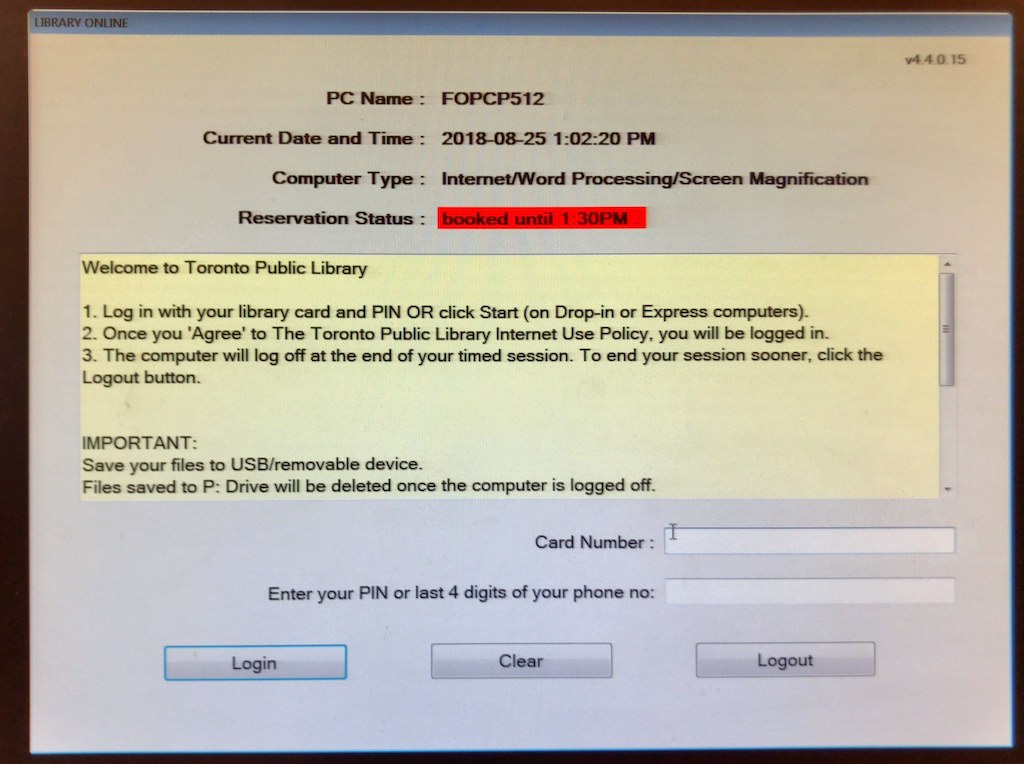 LIBRARY ONLINE
v4.4.0.15
PC Name : FOPCP512
Current Date and Time : 2018-08-25 1:02:20 PM
Computer Type : Internet/Word Processing/Screen Magnification
Reservation Status : booked until 1:30PM
Welcome to Toronto Public Library
1. Log in with your library card and PIN OR click Start (on Drop-in or Express computers).
2. Once you 'Agree' to The Toronto Public Library Internet Use Policy, you will be logged in.
3. The computer will log off at the end of your timed session. To end your session sooner, click the
Logout button.
IMPORTANT:
Save your files to USB/removable device.
Files saved to P: Drive will be deleted once the computer is logged off.
Card Number :
Enter your PIN or last 4 digits of your phone no:
Login Clear Logout